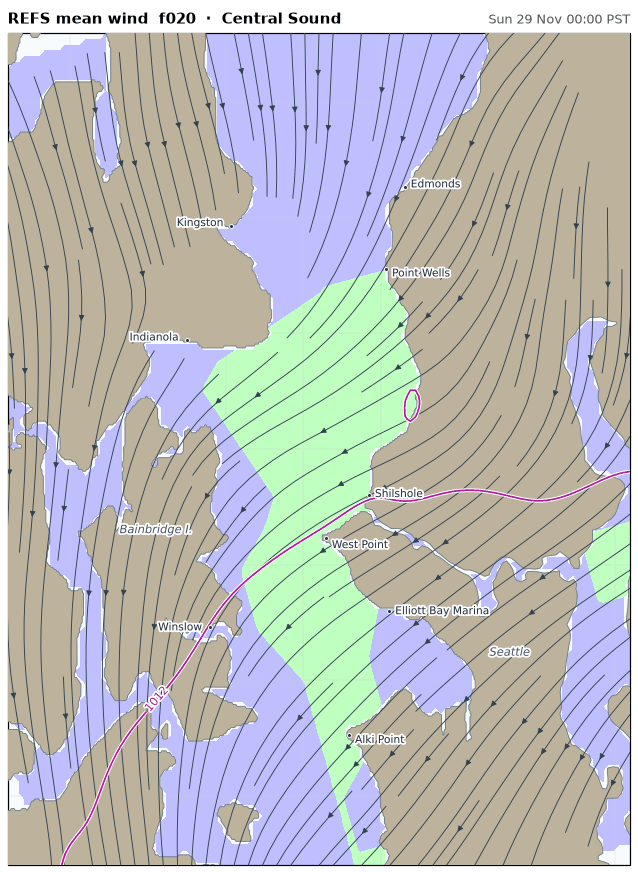 REFS mean wind f020 · Central Sound
Sun 29 Nov 00:00 PST
Edmonds
Kingston
Point Wells
Indianola
Shilshole
Bainbridge I.
West Point
Elliott Bay Marina
Winslow
Seattle
1012
Alki Point